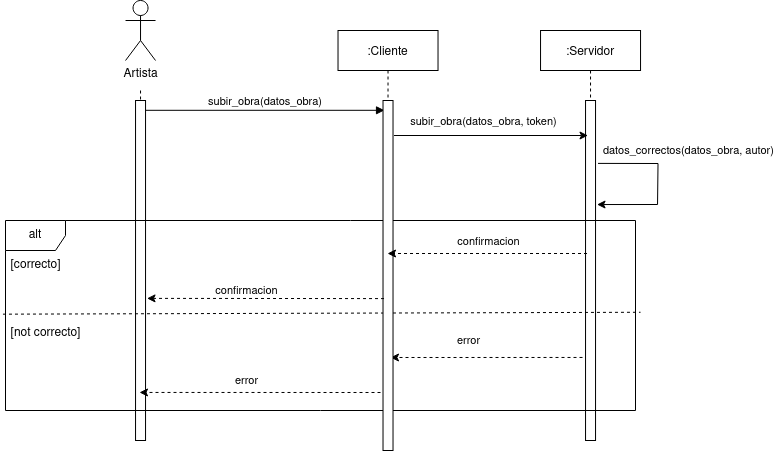 :Cliente
:Servidor
Artista
subir_obra(datos_obra)
subir_obra(datos_obra, token)
datos_correctos(datos_obra, autor)
alt
confirmacion
[correcto]
confirmacion
[not correcto]
error
error